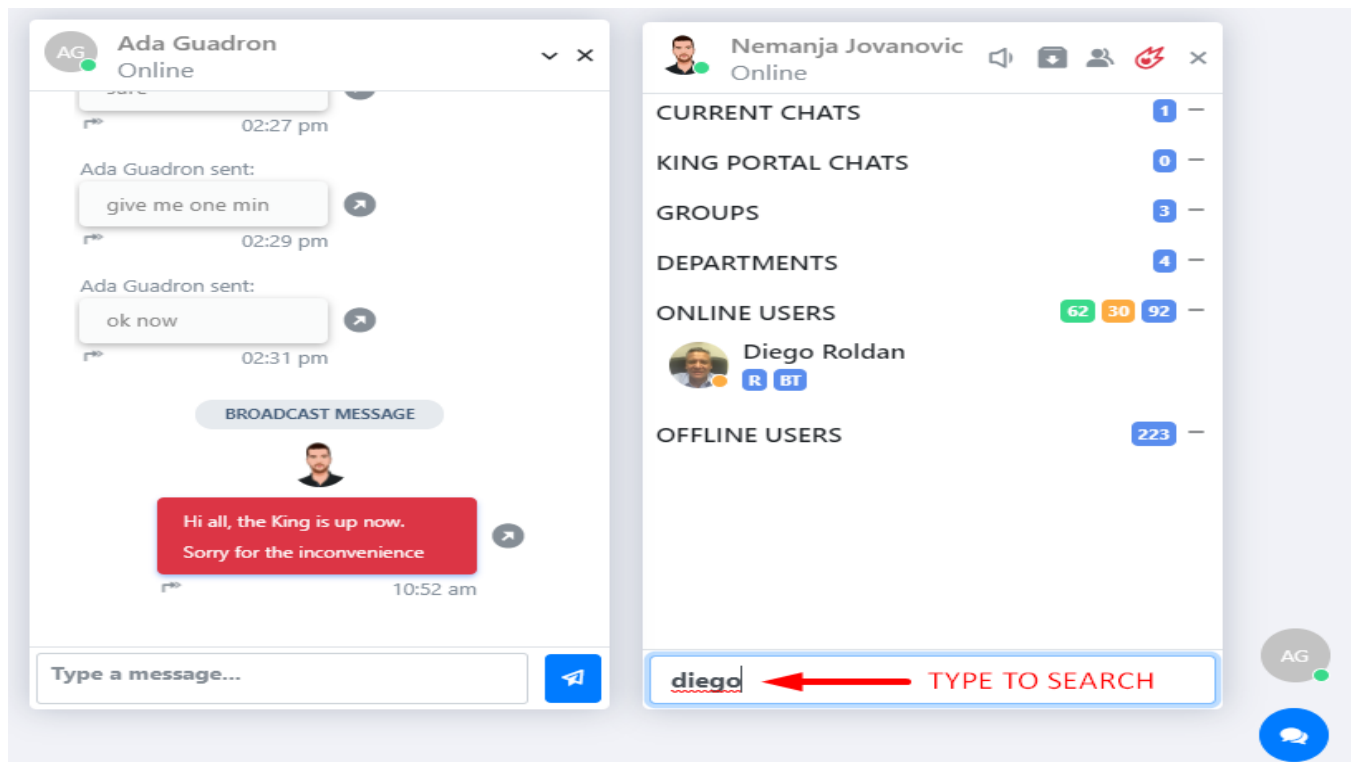 AG
Ada Guadron
Online
sure
02:27 pm
Ada Guadron sent:
give me one min
02:29 pm
Ada Guadron sent:
ok now
02:31 pm
BROADCAST MESSAGE
Hi all, the King is up now.
Sorry for the inconvenience
10:52 am
Type a message...
Nemanja Jovanovic
Online
CURRENT CHATS 1
KING PORTAL CHATS 0
GROUPS 3
DEPARTMENTS 4
ONLINE USERS 62 30 92
Diego Roldan
R BT
OFFLINE USERS 223
diego TYPE TO SEARCH
AG